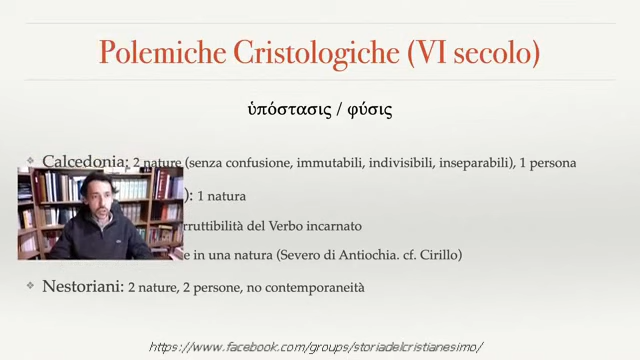 Polemiche Cristologiche (VI secolo)
ὑπόστασις / φύσις
Calcedonia: 2 nature (senza confusione, immutabili, indivisibili, inseparabili), 1 persona
): 1 natura
del Verbo incarnato
in una natura (Severo di Antiochia. cf. Cirillo)
Nestoriani: 2 nature, 2 persone, no contemporaneità
https://www.facebook.com/groups/storiadelcristianesimo/